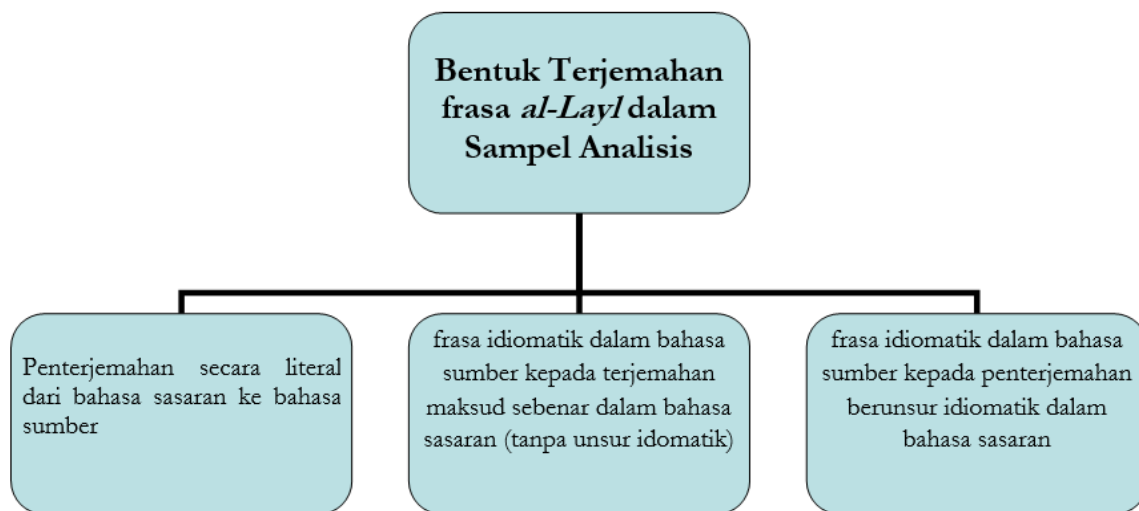 Bentuk Terjemahan
frasa al-Layl dalam
Sampel Analisis
Penterjemahan secara literal
dari bahasa sasaran ke bahasa
sumber
frasa idiomatik dalam bahasa
sumber kepada terjemahan
maksud sebenar dalam bahasa
sasaran (tanpa unsur idomatik)
frasa idiomatik dalam bahasa
sumber kepada penterjemahan
berunsur idiomatik dalam
bahasa sasaran